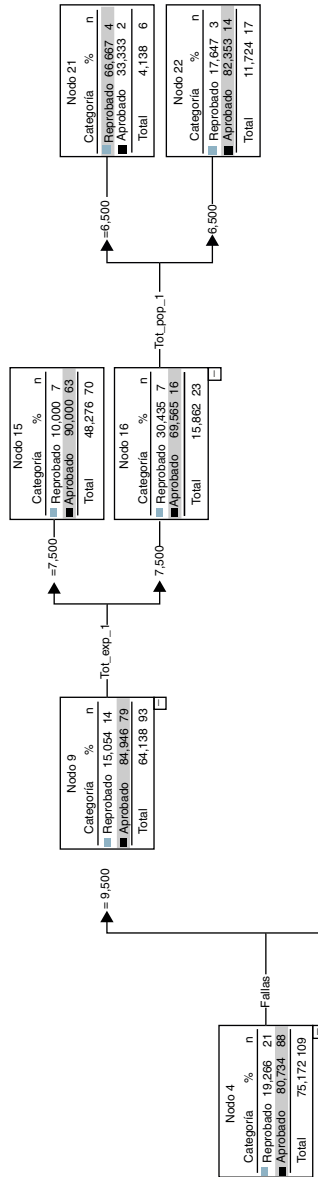 Nodo 4
Categoría % n
Reprobado 19,266 21
Aprobado 80,734 88
Total 75,172 109
Fallas
= 9,500
Nodo 9
Categoría % n
Reprobado 15,054 14
Aprobado 84,946 79
Total 64,138 93
Tot_exp_1
=7,500
7,500
Nodo 15
Categoría % n
Reprobado 10,000 7
Aprobado 90,000 63
Total 48,276 70
Nodo 16
Categoría % n
Reprobado 30,435 7
Aprobado 69,565 16
Total 15,862 23
Tot_pop_1
=6,500
6,500
Nodo 21
Categoría % n
Reprobado 66,667 4
Aprobado 33,333 2
Total 4,138 6
Nodo 22
Categoría % n
Reprobado 17,647 3
Aprobado 82,353 14
Total 11,724 17